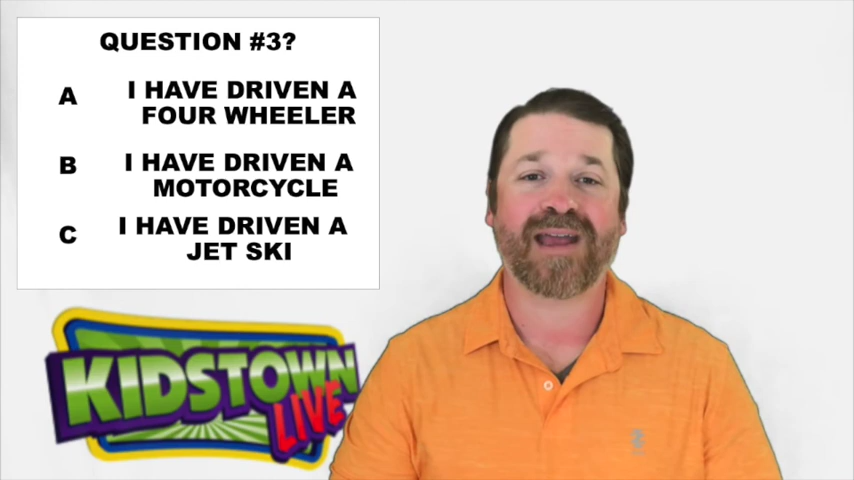 QUESTION #3?
A I HAVE DRIVEN A
FOUR WHEELER
B I HAVE DRIVEN A
MOTORCYCLE
C I HAVE DRIVEN A
JET SKI
KIDSTOWN
LIVE